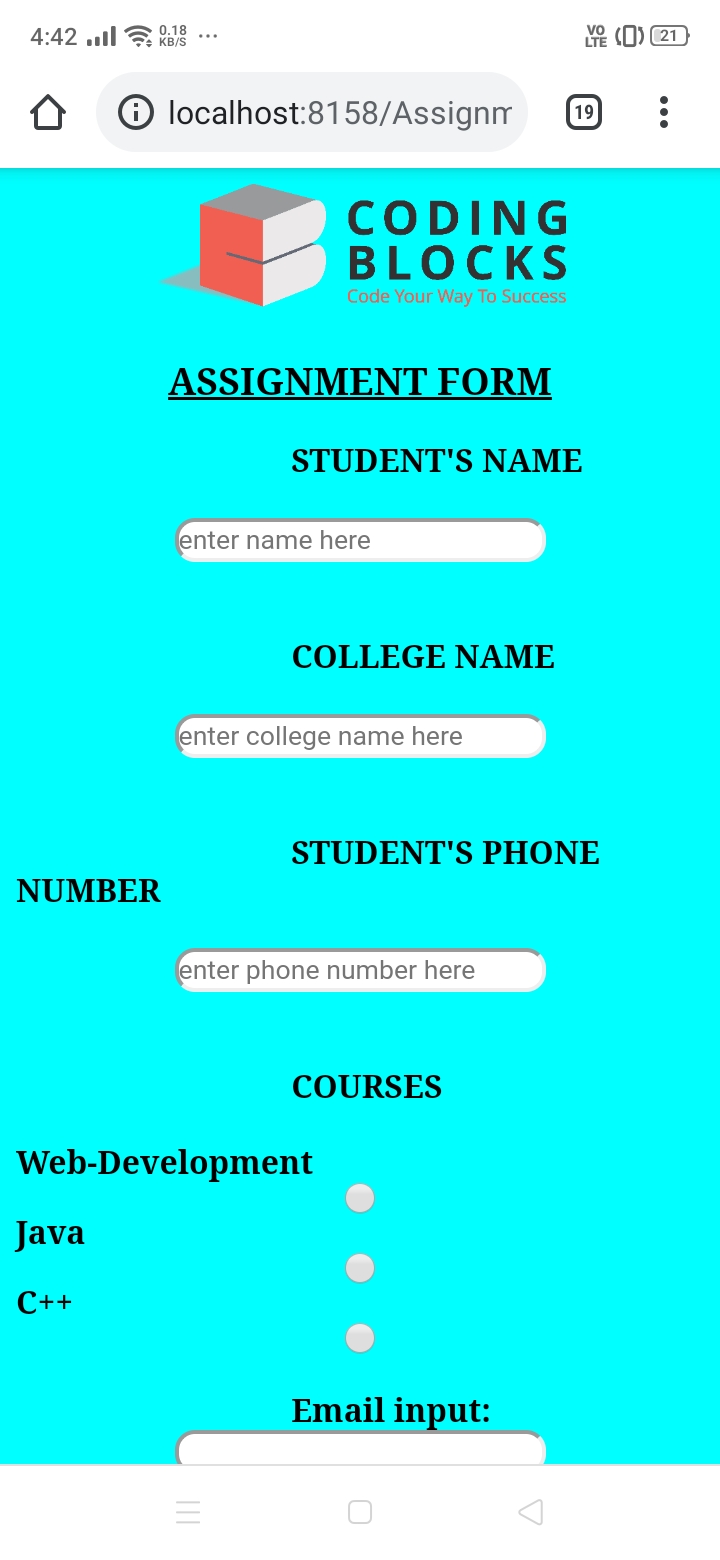 4:42 0.18 KB/S ... VO LTE 21
localhost:8158/Assignm
19
CODING
BLOCKS
Code Your Way To Success
ASSIGNMENT FORM
STUDENT'S NAME
enter name here
COLLEGE NAME
enter college name here
STUDENT'S PHONE
NUMBER
enter phone number here
COURSES
Web-Development
Java
C++
Email input: